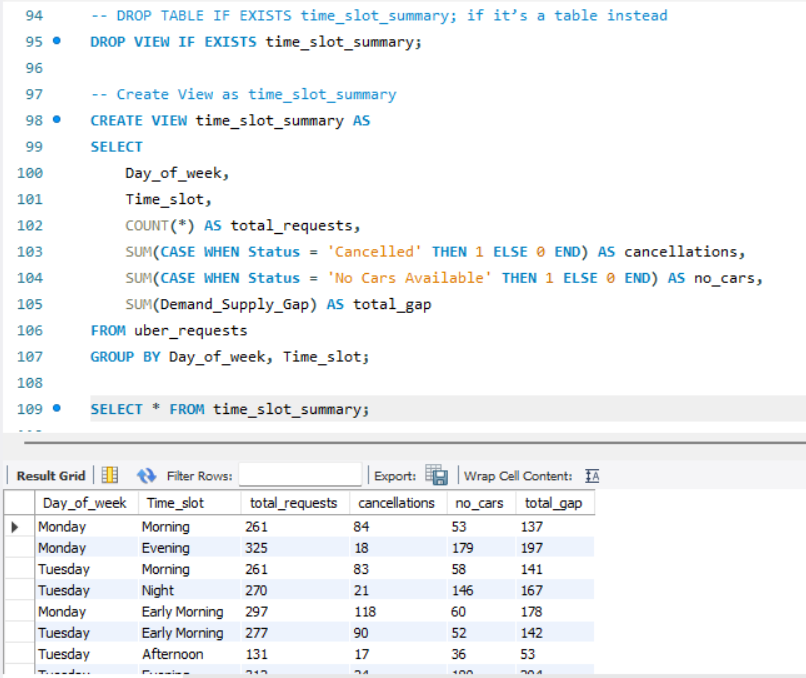 94 -- DROP TABLE IF EXISTS time_slot_summary; if it’s a table instead
95 DROP VIEW IF EXISTS time_slot_summary;
96
97 -- Create View as time_slot_summary
98 CREATE VIEW time_slot_summary AS
99 SELECT
100 Day_of_week,
101 Time_slot,
102 COUNT(*) AS total_requests,
103 SUM(CASE WHEN Status = 'Cancelled' THEN 1 ELSE 0 END) AS cancellations,
104 SUM(CASE WHEN Status = 'No Cars Available' THEN 1 ELSE 0 END) AS no_cars,
105 SUM(Demand_Supply_Gap) AS total_gap
106 FROM uber_requests
107 GROUP BY Day_of_week, Time_slot;
108
109 SELECT * FROM time_slot_summary;
Result Grid Filter Rows: Export: Wrap Cell Content:
Day_of_week Time_slot total_requests cancellations no_cars total_gap
Monday Morning 261 84 53 137
Monday Evening 325 18 179 197
Tuesday Morning 261 83 58 141
Tuesday Night 270 21 146 167
Monday Early Morning 297 118 60 178
Tuesday Early Morning 277 90 52 142
Tuesday Afternoon 131 17 36 53
Tuesday Evening